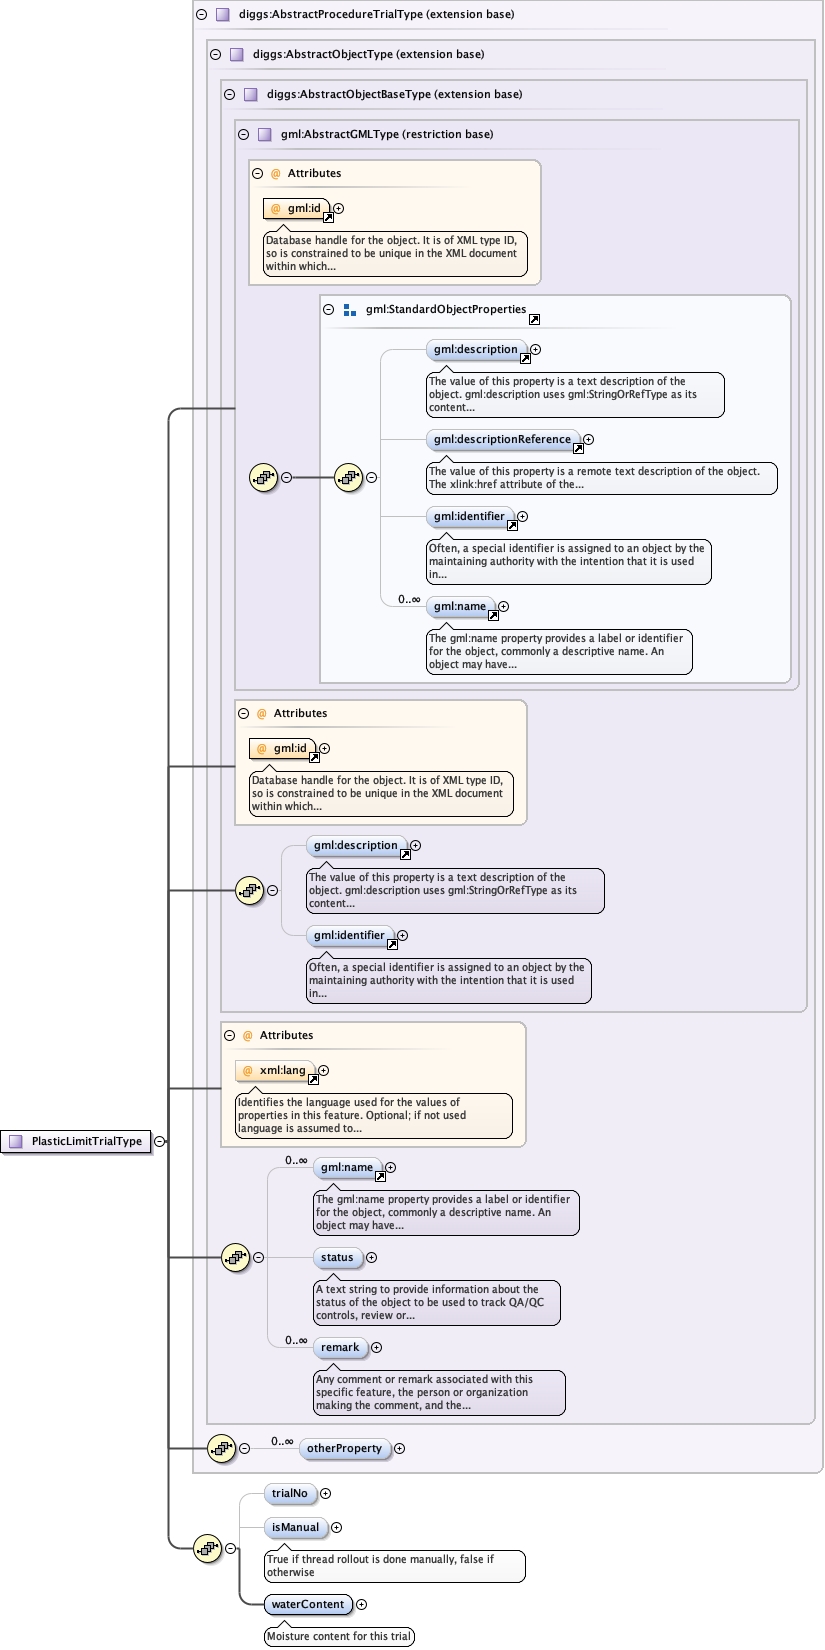 diggs:AbstractProcedureTrialType (extension base)
diggs:AbstractObjectType (extension base)
diggs:AbstractObjectBaseType (extension base)
gml:AbstractGMLType (restriction base)
@ Attributes
@ gml:id
Database handle for the object. It is of XML type ID,
so is constrained to be unique in the XML document
within which...
gml:StandardObjectProperties
gml:description
The value of this property is a text description of the
object. gml:description uses gml:StringOrRefType as its
content...
gml:descriptionReference
The value of this property is a remote text description of the object.
The xlink:href attribute of the...
gml:identifier
Often, a special identifier is assigned to an object by the
maintaining authority with the intention that it is used
in...
0..∞
gml:name
The gml:name property provides a label or identifier
for the object, commonly a descriptive name. An
object may have...
@ Attributes
@ gml:id
Database handle for the object. It is of XML type ID,
so is constrained to be unique in the XML document
within which...
gml:description
The value of this property is a text description of the
object. gml:description uses gml:StringOrRefType as its
content...
gml:identifier
Often, a special identifier is assigned to an object by the
maintaining authority with the intention that it is used
in...
@ Attributes
@ xml:lang
Identifies the language used for the values of
properties in this feature. Optional; if not used
language is assumed to...
PlasticLimitTrialType
0..∞
gml:name
The gml:name property provides a label or identifier
for the object, commonly a descriptive name. An
object may have...
status
A text string to provide information about the
status of the object to be used to track QA/QC
controls, review or...
0..∞
remark
Any comment or remark associated with this
specific feature, the person or organization
making the comment, and the...
0..∞
otherProperty
trialNo
isManual
True if thread rollout is done manually, false if
otherwise
waterContent
Moisture content for this trial